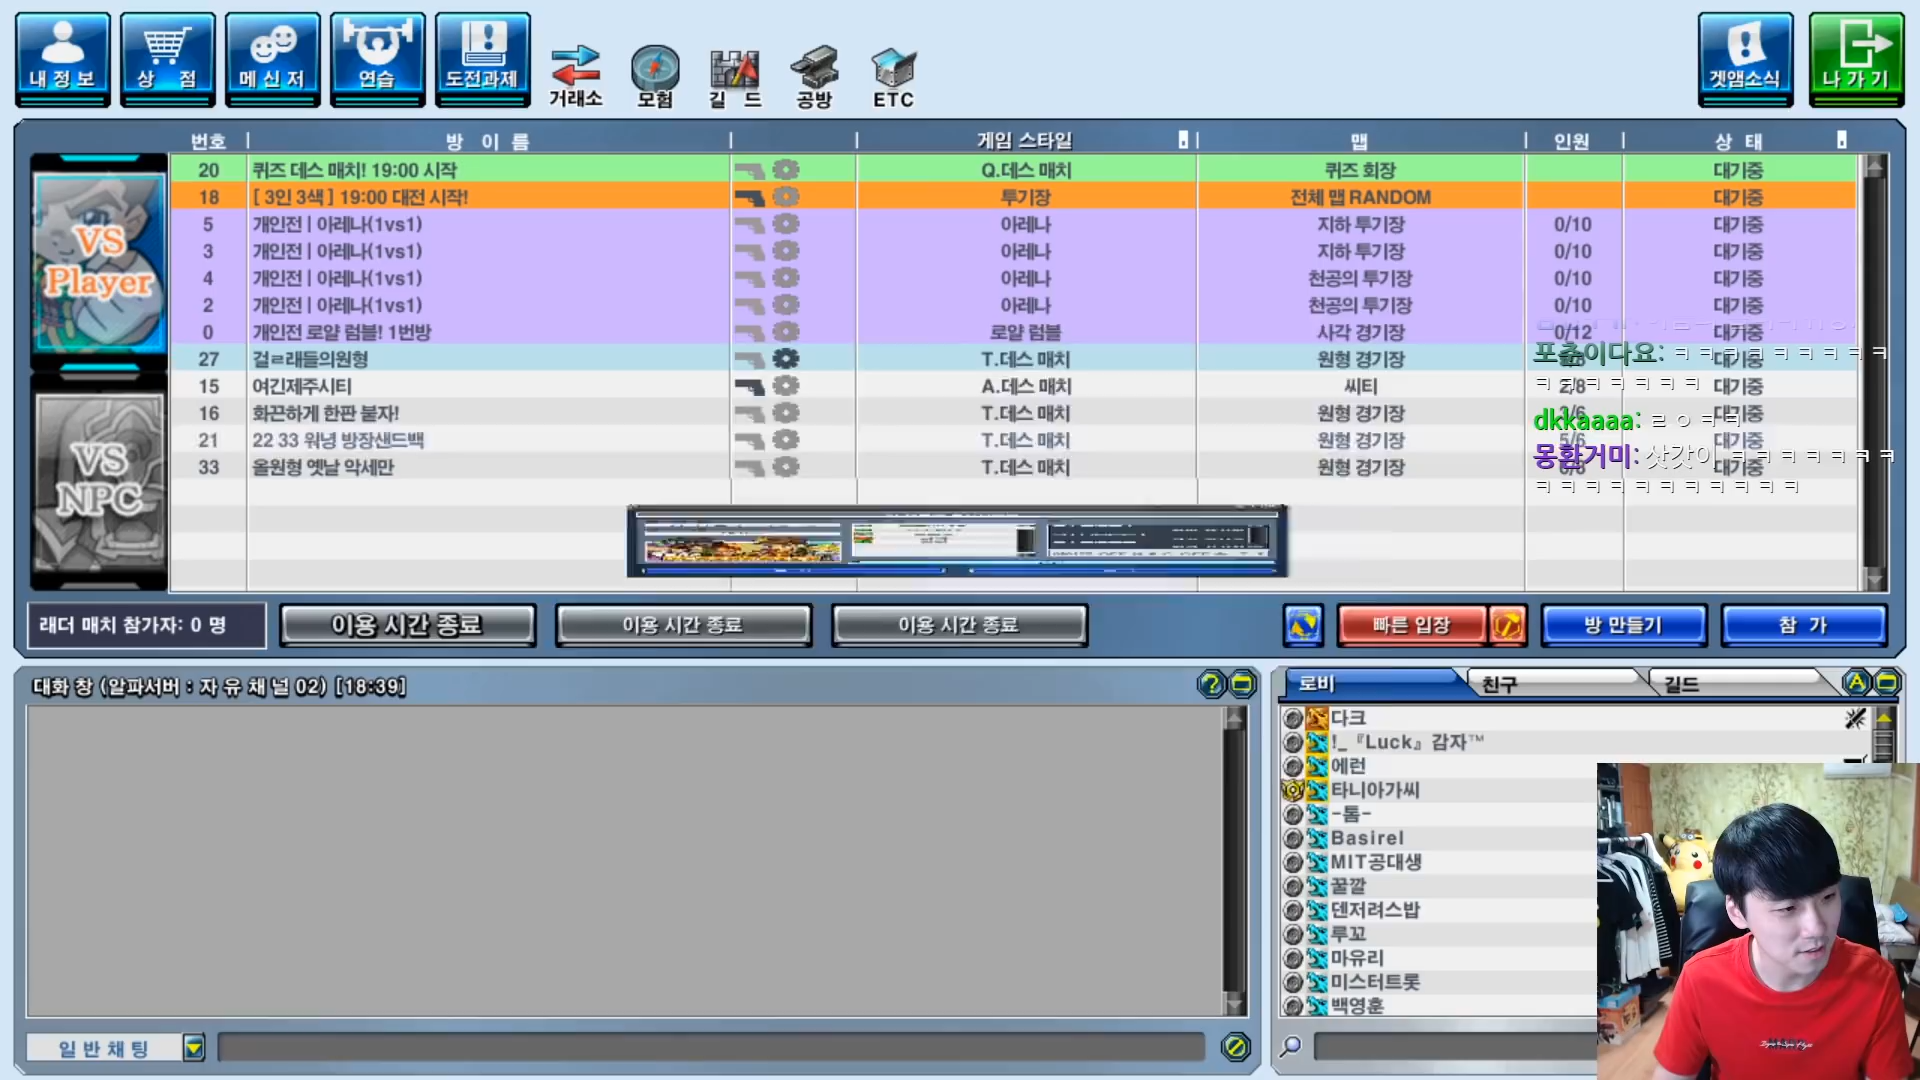 내 정 보
상 점
메 신 저
연습
도전과제
거래소
모험
길 드
공방
ETC
겟앰소식
나 가 기
번호 방 이 름 게임 스타일 맵 인원 상 태
20 퀴즈 데스 매치! 19:00 시작 Q.데스 매치 퀴즈 회장 대기중
18 [ 3인 3색 ] 19:00 대전 시작! 투기장 전체 맵 RANDOM 대기중
5 개인전 | 아레나(1vs1) 아레나 지하 투기장 0/10 대기중
3 개인전 | 아레나(1vs1) 아레나 지하 투기장 0/10 대기중
4 개인전 | 아레나(1vs1) 아레나 천공의 투기장 0/10 대기중
2 개인전 | 아레나(1vs1) 아레나 천공의 투기장 0/10 대기중
0 개인전 로얄 럼블! 1번방 로얄 럼블 사각 경기장 0/12 대기중
27 걸ㄹ래들의원형 T.데스 매치 원형 경기장 대기중
15 여긴제주시티 A.데스 매치 씨티 2/8 대기중
16 화끈하게 한판 붙자! T.데스 매치 원형 경기장 대기중
21 22 33 워닝 방장샌드백 T.데스 매치 원형 경기장 5/6 대기중
33 올원형 옛날 악세만 T.데스 매치 원형 경기장 대기중
VS
Player
VS
NPC
포츈이다요: ㅋㅋㅋㅋㅋㅋㅋㅋㅋ
ㅋㅋㅋㅋㅋㅋㅋ
dkkaaaa: ㄹㅇㅋㅋ
몽환거미: 삿갓이 ㅋㅋㅋㅋㅋㅋㅋ
ㅋㅋㅋㅋㅋㅋㅋㅋㅋㅋㅋ
래더 매치 참가자: 0 명
이용 시간 종료
이용 시간 종료
이용 시간 종료
빠른 입장
방 만들기
참 가
대화 창 (알파서버 : 자 유 채 널 02) [18:39]
로비
친구
길드
다크
!_『Luck』감자™
에런
타니아가씨
-톰-
Basirel
MIT공대생
꿀깔
덴저러스밥
루꼬
마유리
미스터트롯
백영훈
일 반 채 팅